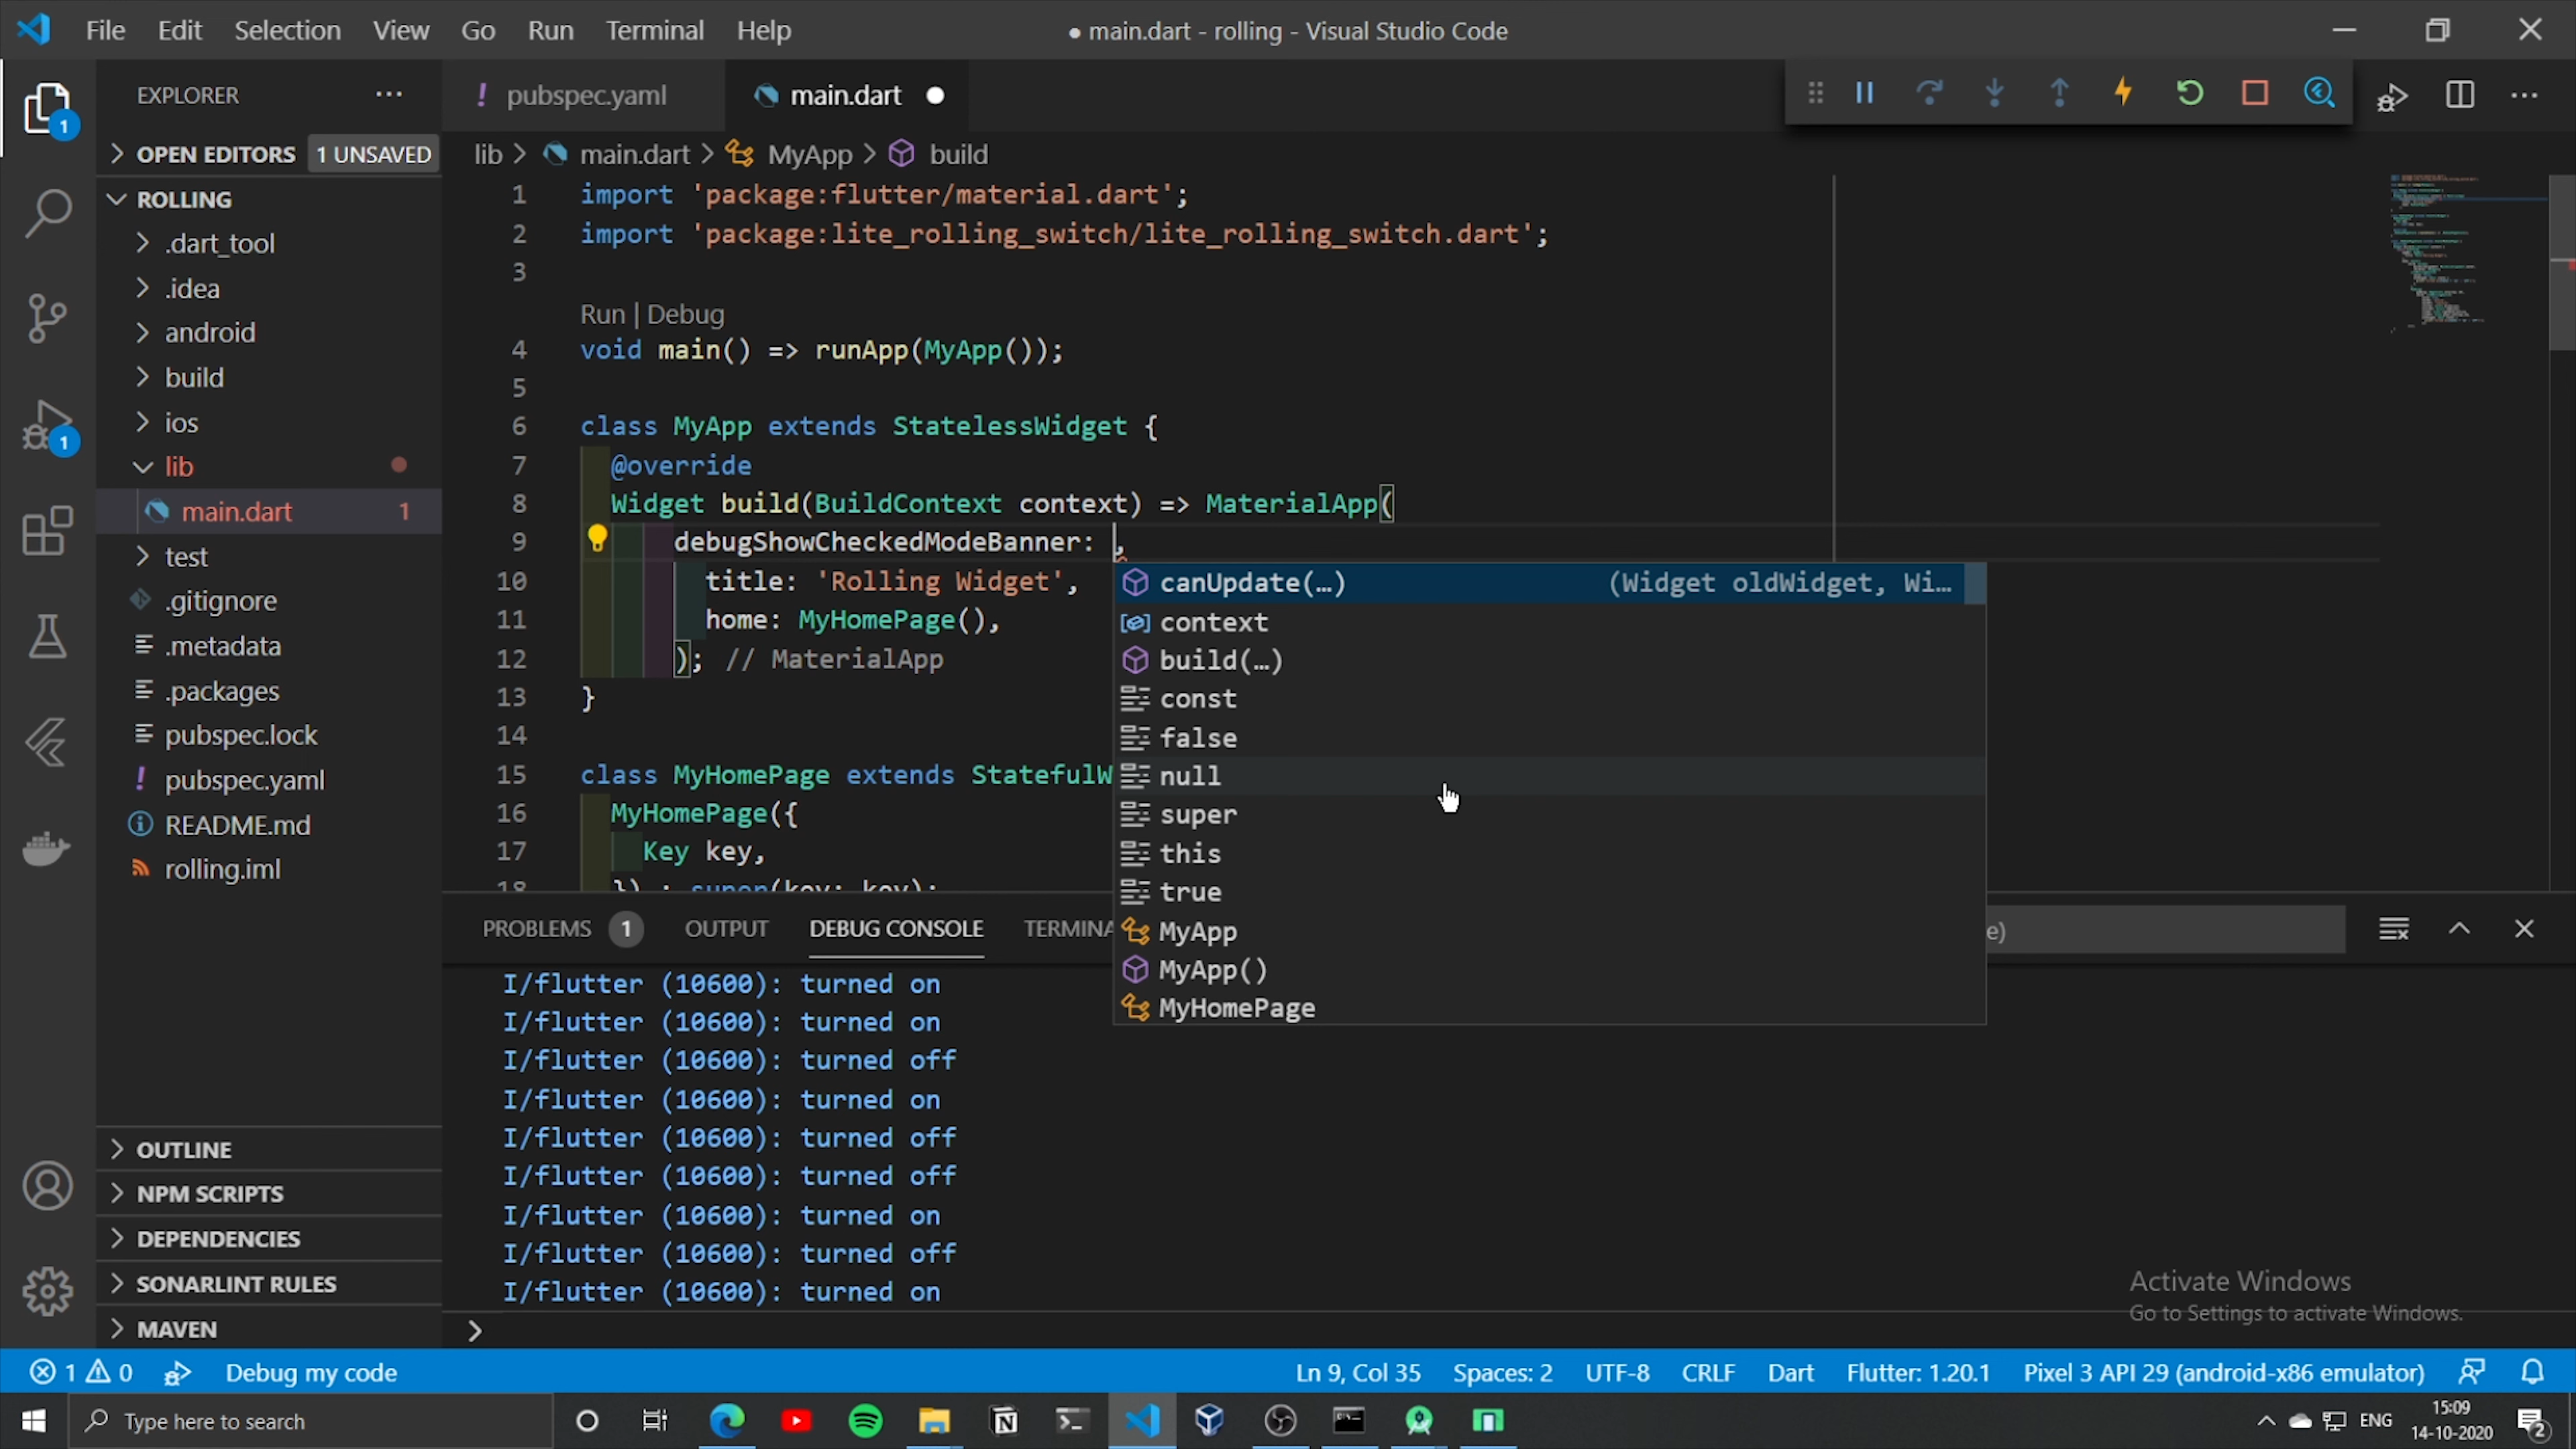 File Edit Selection View Go Run Terminal Help
● main.dart - rolling - Visual Studio Code
EXPLORER ···
! pubspec.yaml
main.dart ●
OPEN EDITORS 1 UNSAVED
lib > main.dart > MyApp > build
ROLLING
.dart_tool
.idea
android
build
ios
lib
main.dart 1
test
.gitignore
.metadata
.packages
pubspec.lock
! pubspec.yaml
README.md
rolling.iml
OUTLINE
NPM SCRIPTS
DEPENDENCIES
SONARLINT RULES
MAVEN
1
1
1 import 'package:flutter/material.dart';
2 import 'package:lite_rolling_switch/lite_rolling_switch.dart';
3
Run | Debug
4 void main() => runApp(MyApp());
5
6 class MyApp extends StatelessWidget {
7 @override
8 Widget build(BuildContext context) => MaterialApp(
9 debugShowCheckedModeBanner: ,
10 title: 'Rolling Widget',
11 home: MyHomePage(),
12 ); // MaterialApp
13 }
14
15 class MyHomePage extends StatefulW
16 MyHomePage({
17 Key key,
18 }) : super(key: key);
canUpdate(…) (Widget oldWidget, Wi…
context
build(…)
const
false
null
super
this
true
MyApp
MyApp()
MyHomePage
PROBLEMS 1 OUTPUT DEBUG CONSOLE TERMINA
e)
I/flutter (10600): turned on
I/flutter (10600): turned on
I/flutter (10600): turned off
I/flutter (10600): turned on
I/flutter (10600): turned off
I/flutter (10600): turned off
I/flutter (10600): turned on
I/flutter (10600): turned off
I/flutter (10600): turned on
Activate Windows
Go to Settings to activate Windows.
1 0 Debug my code
Ln 9, Col 35 Spaces: 2 UTF-8 CRLF Dart Flutter: 1.20.1 Pixel 3 API 29 (android-x86 emulator)
Type here to search
ENG
15:09
14-10-2020
2